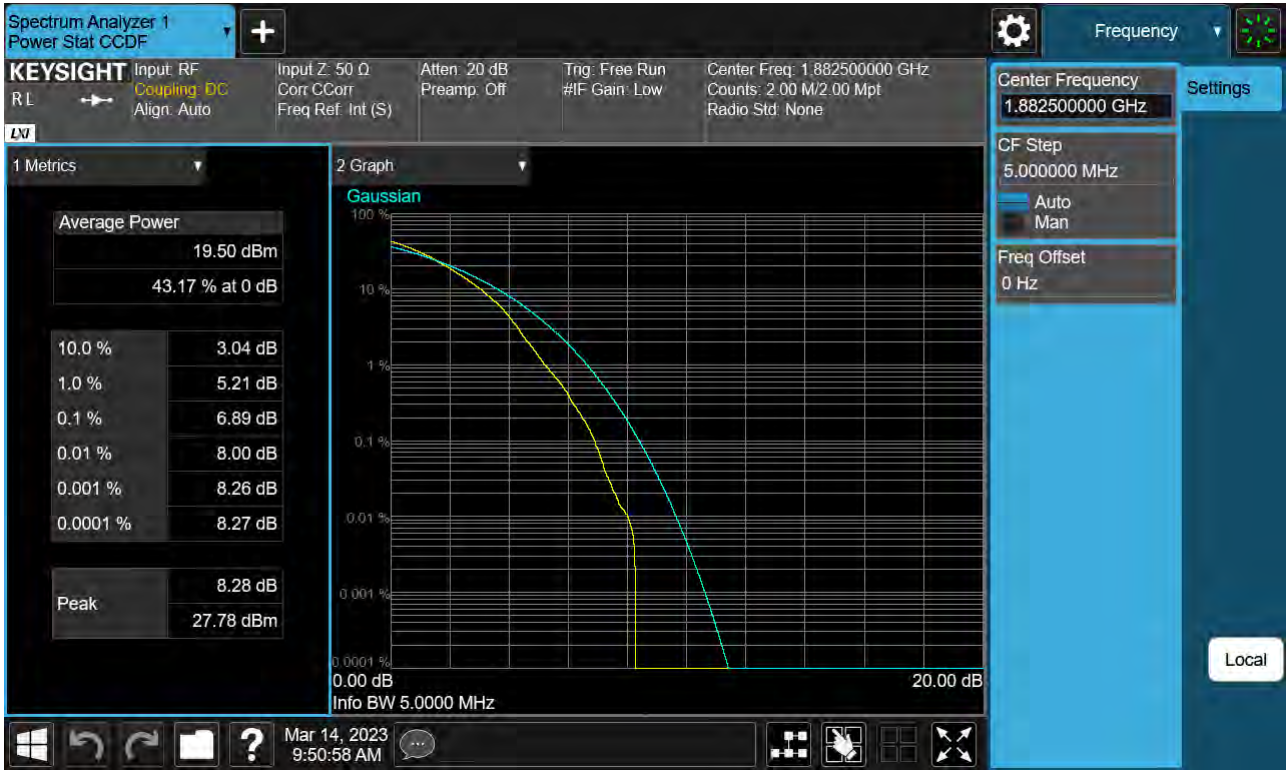 Spectrum Analyzer 1
Power Stat CCDF
+
Frequency
KEYSIGHT
R L
LXI
Input: RF
Coupling: DC
Align: Auto
Input Z: 50 Ω
Corr CCorr
Freq Ref: Int (S)
Atten: 20 dB
Preamp: Off
Trig: Free Run
#IF Gain: Low
Center Freq: 1.882500000 GHz
Counts: 2.00 M/2.00 Mpt
Radio Std: None
Center Frequency
1.882500000 GHz
Settings
CF Step
5.000000 MHz
Auto
Man
Freq Offset
0 Hz
Local
1 Metrics
Average Power
19.50 dBm
43.17 % at 0 dB
10.0 % 3.04 dB
1.0 % 5.21 dB
0.1 % 6.89 dB
0.01 % 8.00 dB
0.001 % 8.26 dB
0.0001 % 8.27 dB
Peak
8.28 dB
27.78 dBm
2 Graph
Gaussian
100 %
10 %
1 %
0.1 %
0.01 %
0.001 %
0.0001 %
0.00 dB 20.00 dB
Info BW 5.0000 MHz
?
Mar 14, 2023
9:50:58 AM